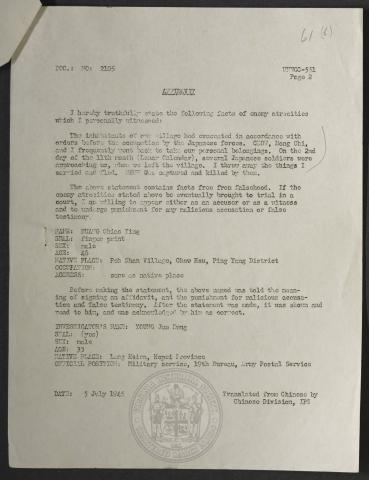 61 (6)
DOC.: NO: 2105
UNWCC-551
Page 2
AFFIDAVIT
I hereby truthfully state the following facts of enemy atrocities
which I personally witnessed:
The inhabitants of our village had evacuated in accordance with
orders before the occupation by the Japanese forces. Meng Chi,
and I frequently went back to take our personal belongings. On the 2nd
day of the 11th month (Lunar Calendar), several Japanese soldiers were
approaching us, when we left the village. I threw away the things I
carried and fled. was captured and killed by them.
The above statement contains facts free from falsehood. If the
enemy atrocities stated above be eventually brought to trial in a
court, I am willing to appear either as an accuser or as a witness
and to undergo punishment for any malicious accusation or false
testimony.
NAME: HUANG Chiao Ting
SEAL: finger print
SEX: male
AGE: 46
NATIVE PLACE: Peh Shan Village, Chow Hsu, Ping Yang District
OCCUPATION:
ADDRESS: same as native place
Before making the statement, the above named was told the mean-
ing of signing an affidavit, and the punishment for malicious accusa-
tion and false testimony. After the statement was made, it was shown and
read to him, and was acknowledged by him as correct.
INVESTIGATOR'S NAME: YOUNG Jun Dong
SEAL: (yes)
SEX: male
AGE: 33
NATIVE PLACE: Lang Hsien, Hopei Province
OFFICIAL POSITION: Military service, 19th Bureau, Army Postal Service
DATE: 5 July 1946
Translated from Chinese by
Chinese Division, IPS